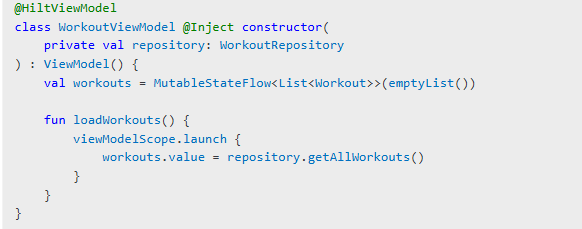 @HiltViewModel
class WorkoutViewModel @Inject constructor(
    private val repository: WorkoutRepository
) : ViewModel() {
    val workouts = MutableStateFlow<List<Workout>>(emptyList())

    fun loadWorkouts() {
        viewModelScope.launch {
            workouts.value = repository.getAllWorkouts()
        }
    }
}